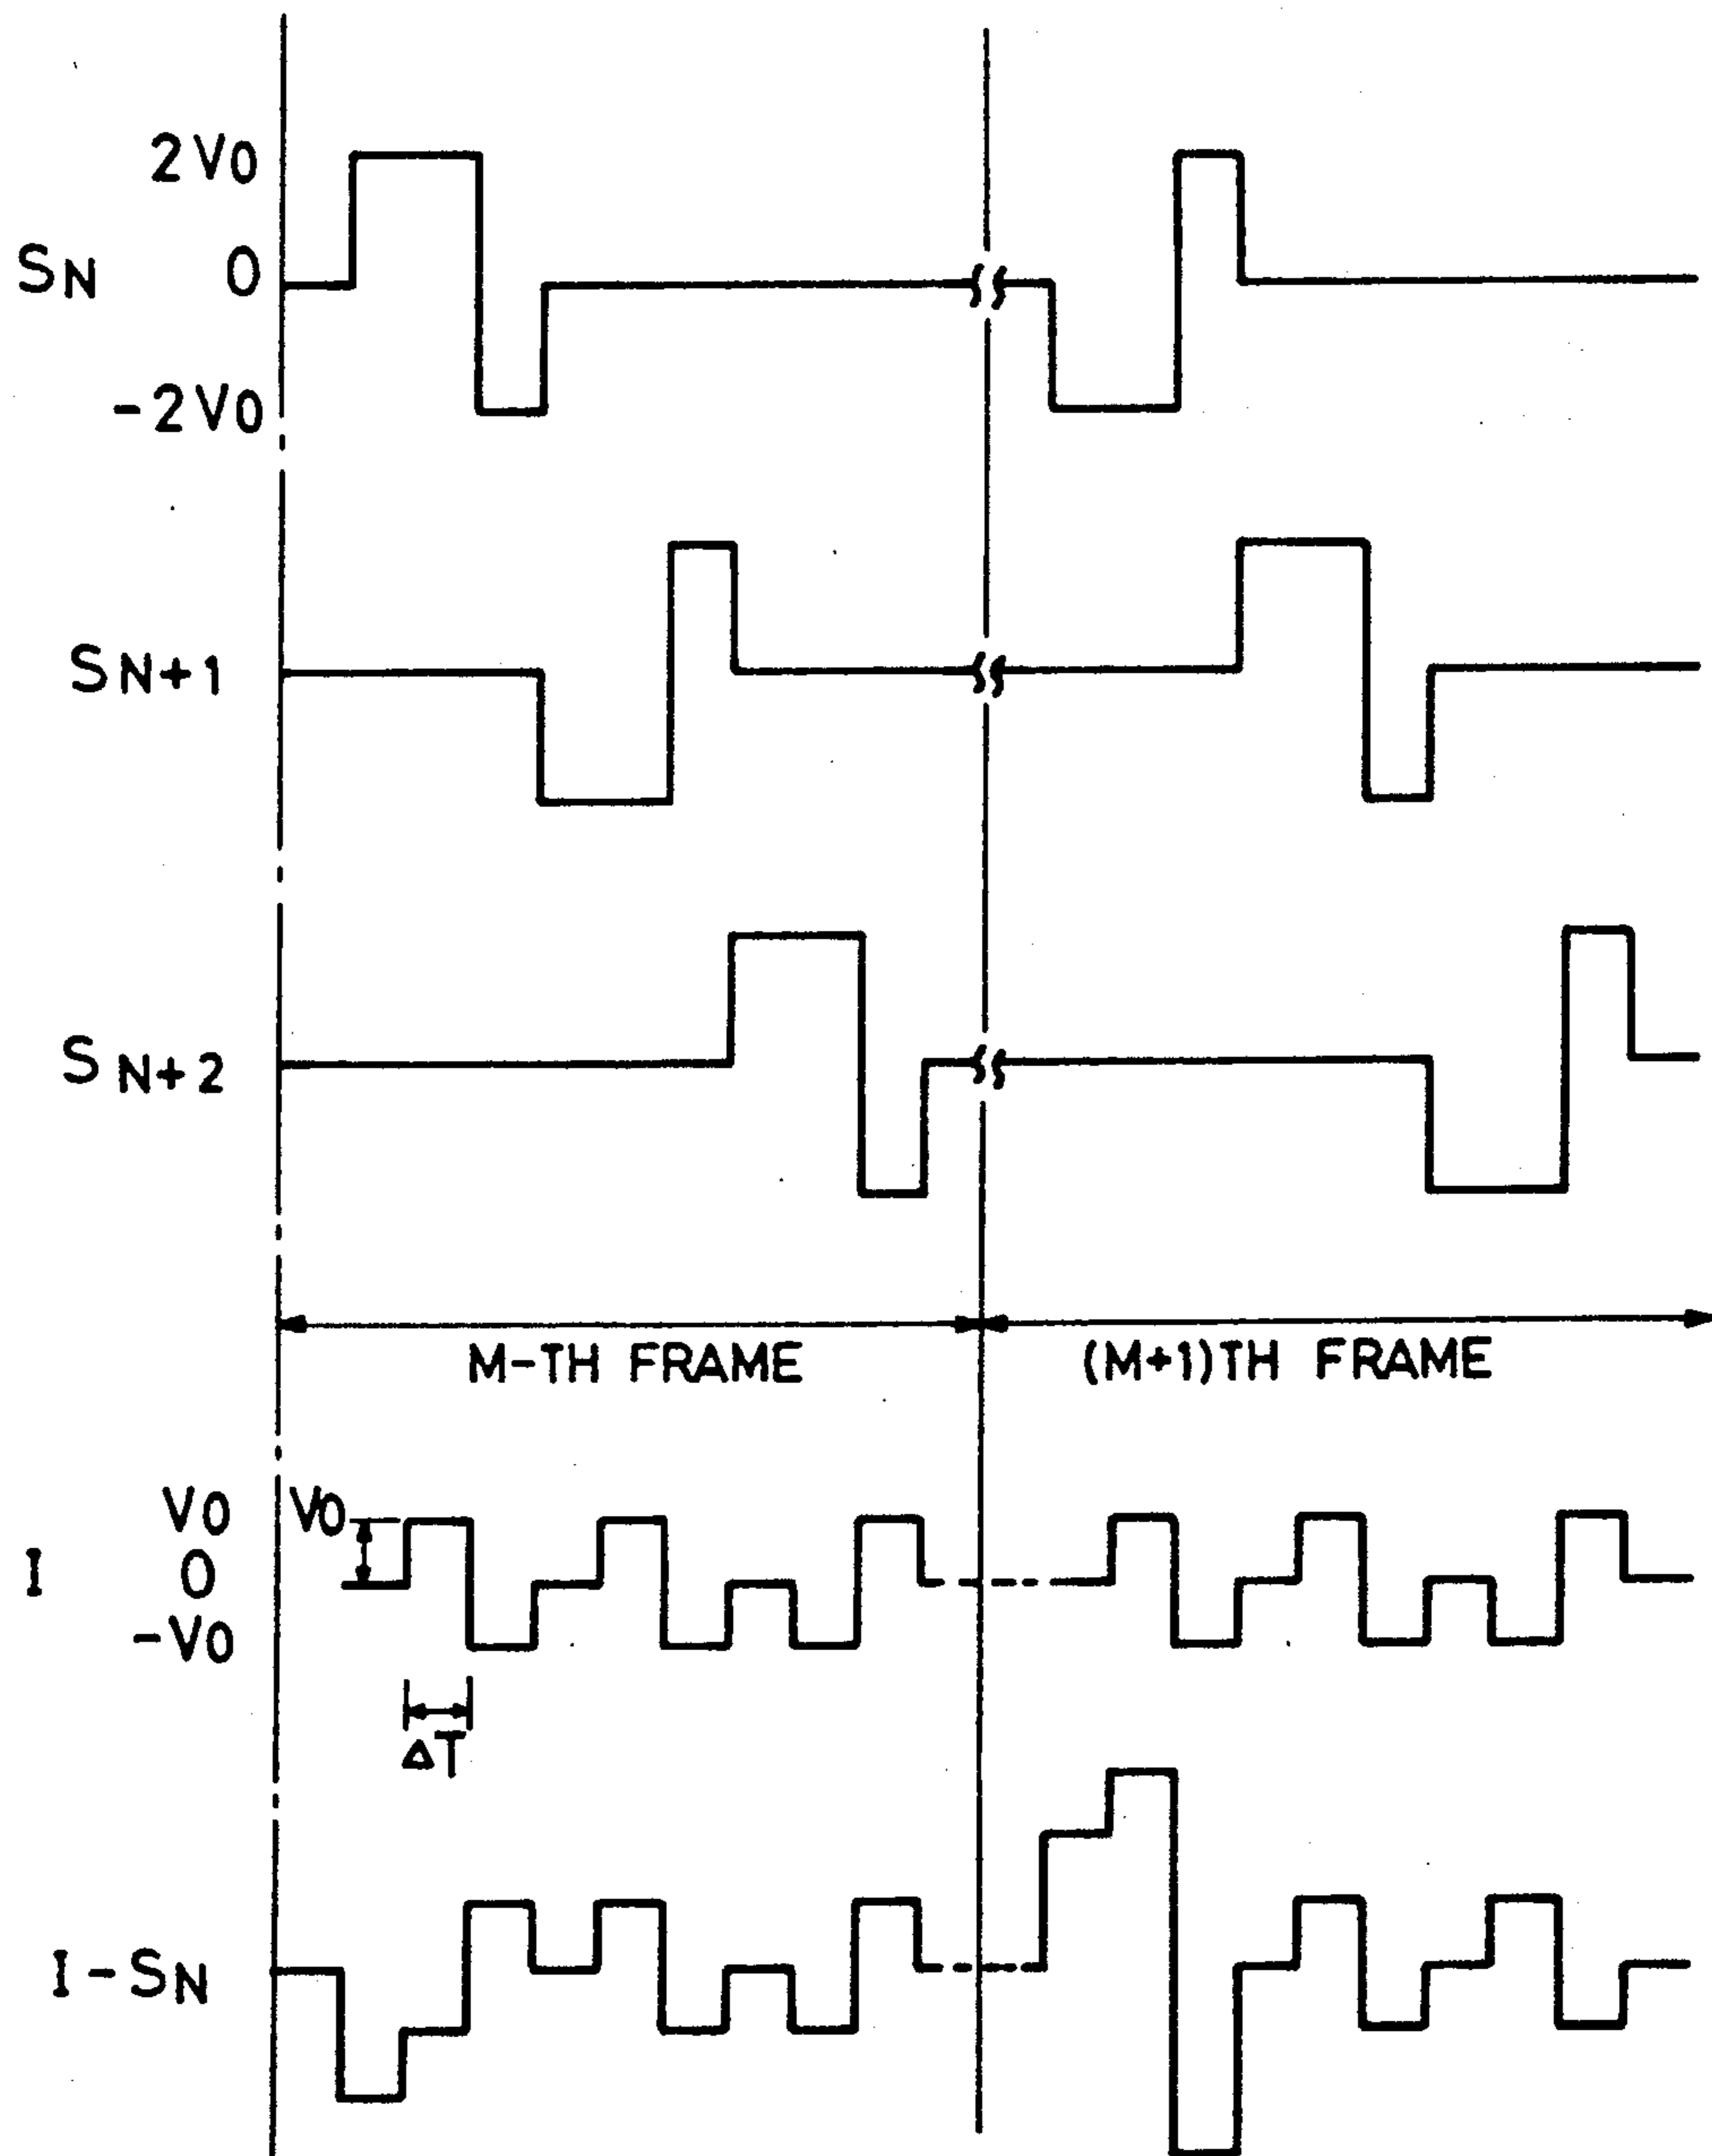 2V0
SN 0
-2V0
SN+1
SN+2
M-TH FRAME (M+1)TH FRAME
V0 V0
I 0
-V0
ΔT
I-SN